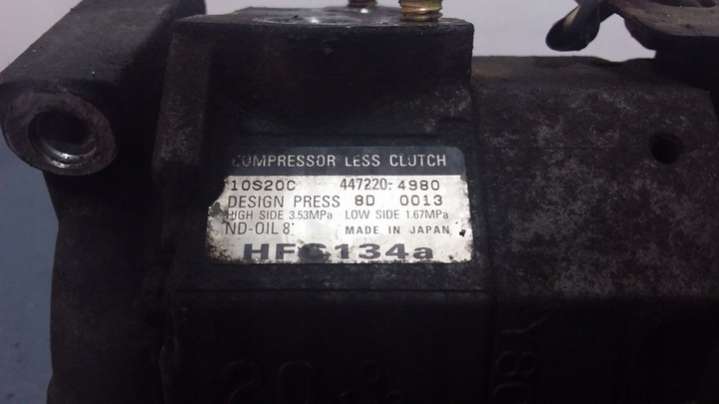 COMPRESSOR LESS CLUTCH
10S20C 447220-4980
DESIGN PRESS 8D 0013
HIGH SIDE 3.53MPa LOW SIDE 1.67MPa
ND-OIL 8 MADE IN JAPAN
HFC134a
20